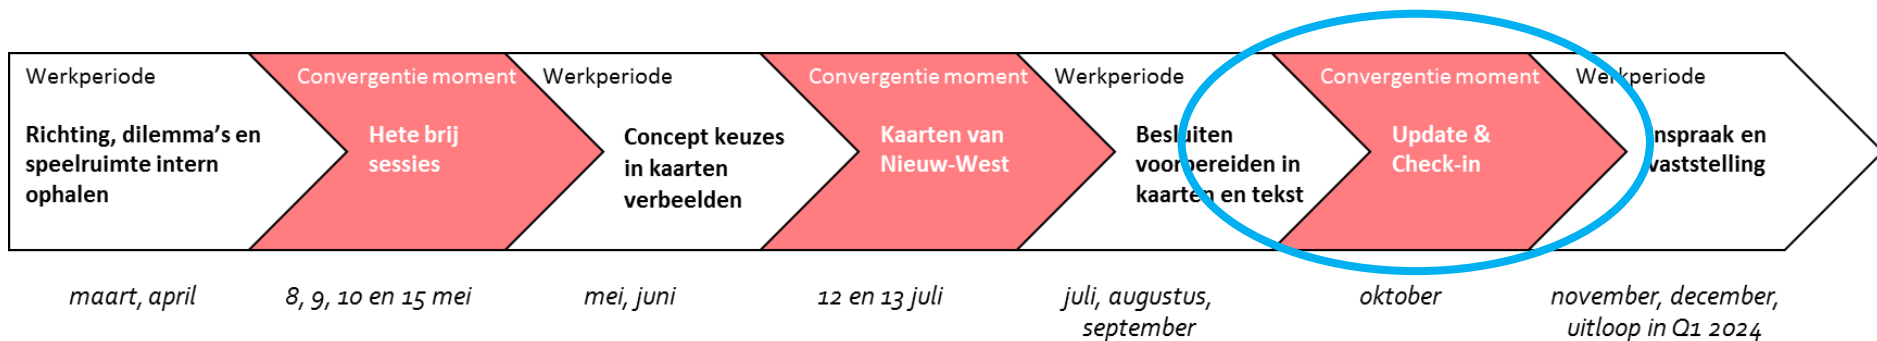 Werkperiode
Richting, dilemma's en
speelruimte intern
ophalen
Convergentie moment
Hete brij
sessies
Werkperiode
Concept keuzes
in kaarten
verbeelden
Convergentie moment
Kaarten van
Nieuw-West
Werkperiode
Besluiten
voorbereiden in
kaarten en tekst
Convergentie moment
Update &
Check-in
Werkperiode
Inspraak en
vaststelling
maart, april
8, 9, 10 en 15 mei
mei, juni
12 en 13 juli
juli, augustus,
september
oktober
november, december,
uitloop in Q1 2024